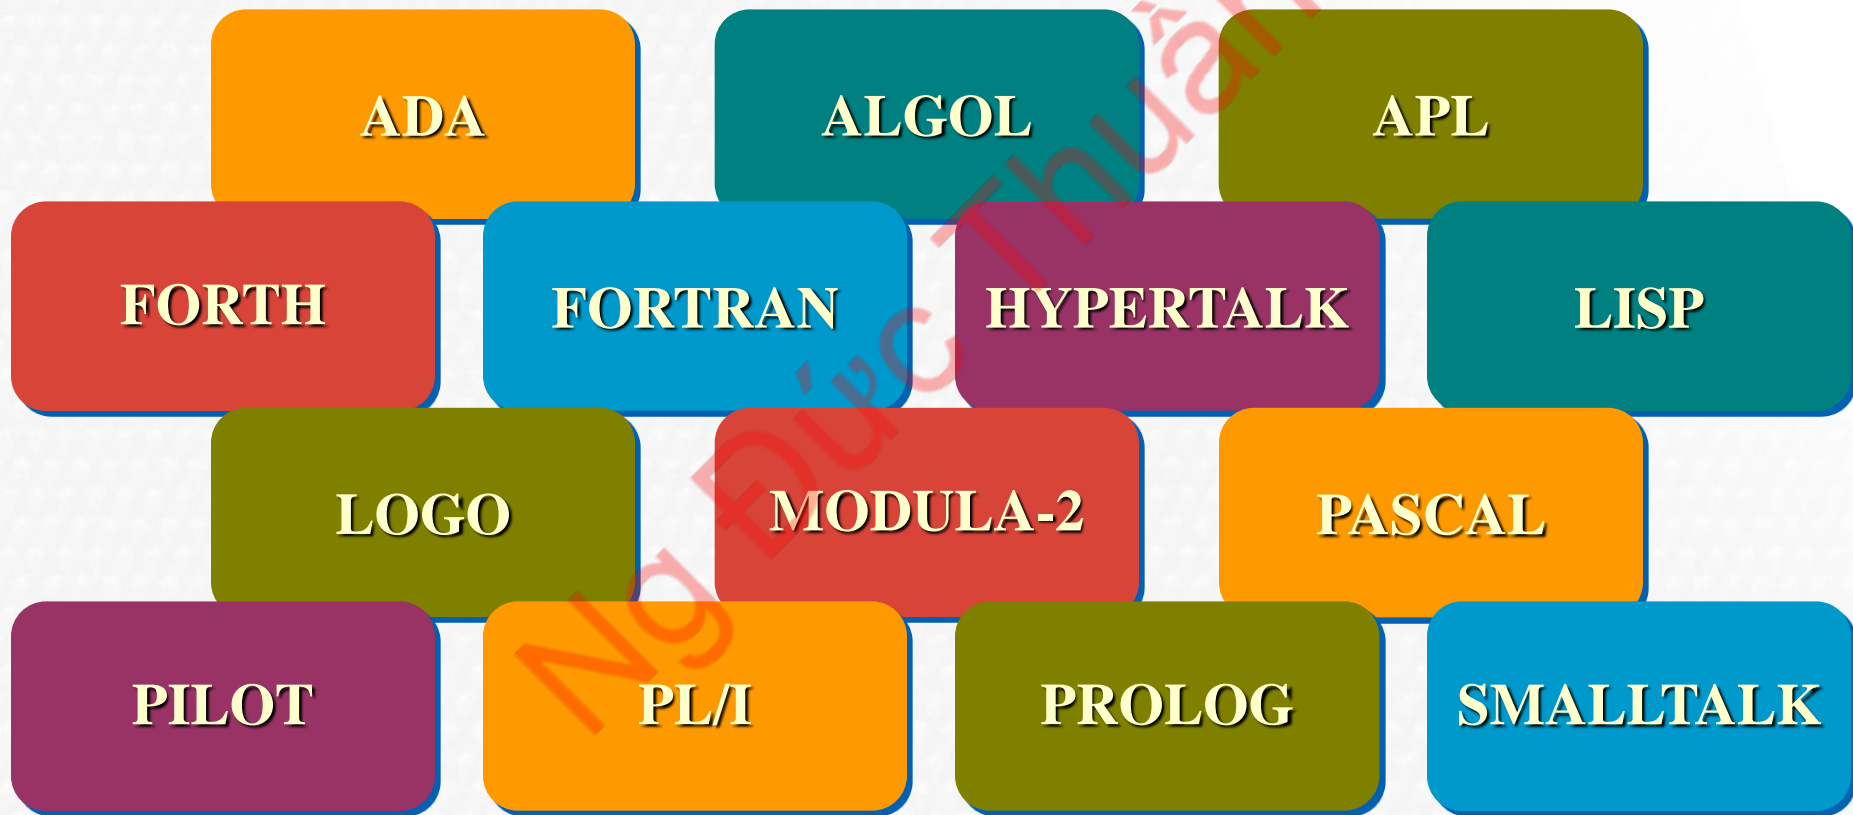 ADA
ALGOL
APL
FORTH
FORTRAN
HYPERTALK
LISP
LOGO
MODULA-2
PASCAL
PILOT
PL/I
PROLOG
SMALLTALK
Ng Đức Thuần